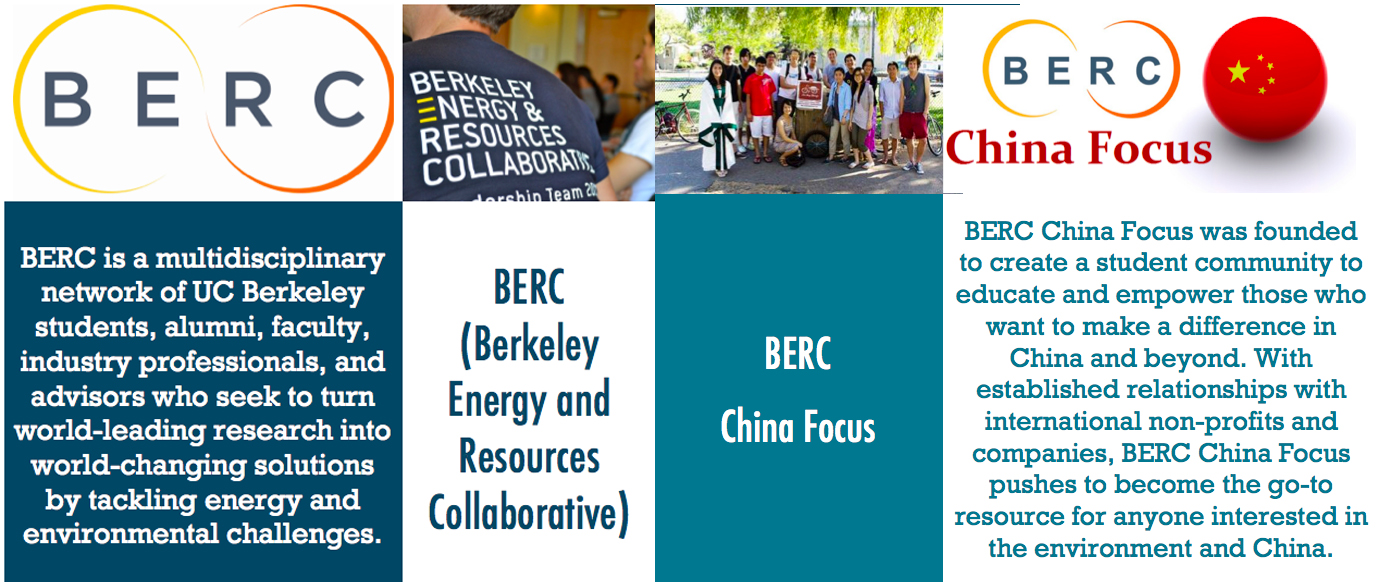 BERC
BERKELEY
ENERGY &
RESOURCES
COLLABORATIVE
Leadership Team
BERC
China Focus
BERC is a multidisciplinary
network of UC Berkeley
students, alumni, faculty,
industry professionals, and
advisors who seek to turn
world-leading research into
world-changing solutions
by tackling energy and
environmental challenges.
BERC
(Berkeley
Energy and
Resources
Collaborative)
BERC
China Focus
BERC China Focus was founded
to create a student community to
educate and empower those who
want to make a difference in
China and beyond. With
established relationships with
international non-profits and
companies, BERC China Focus
pushes to become the go-to
resource for anyone interested in
the environment and China.